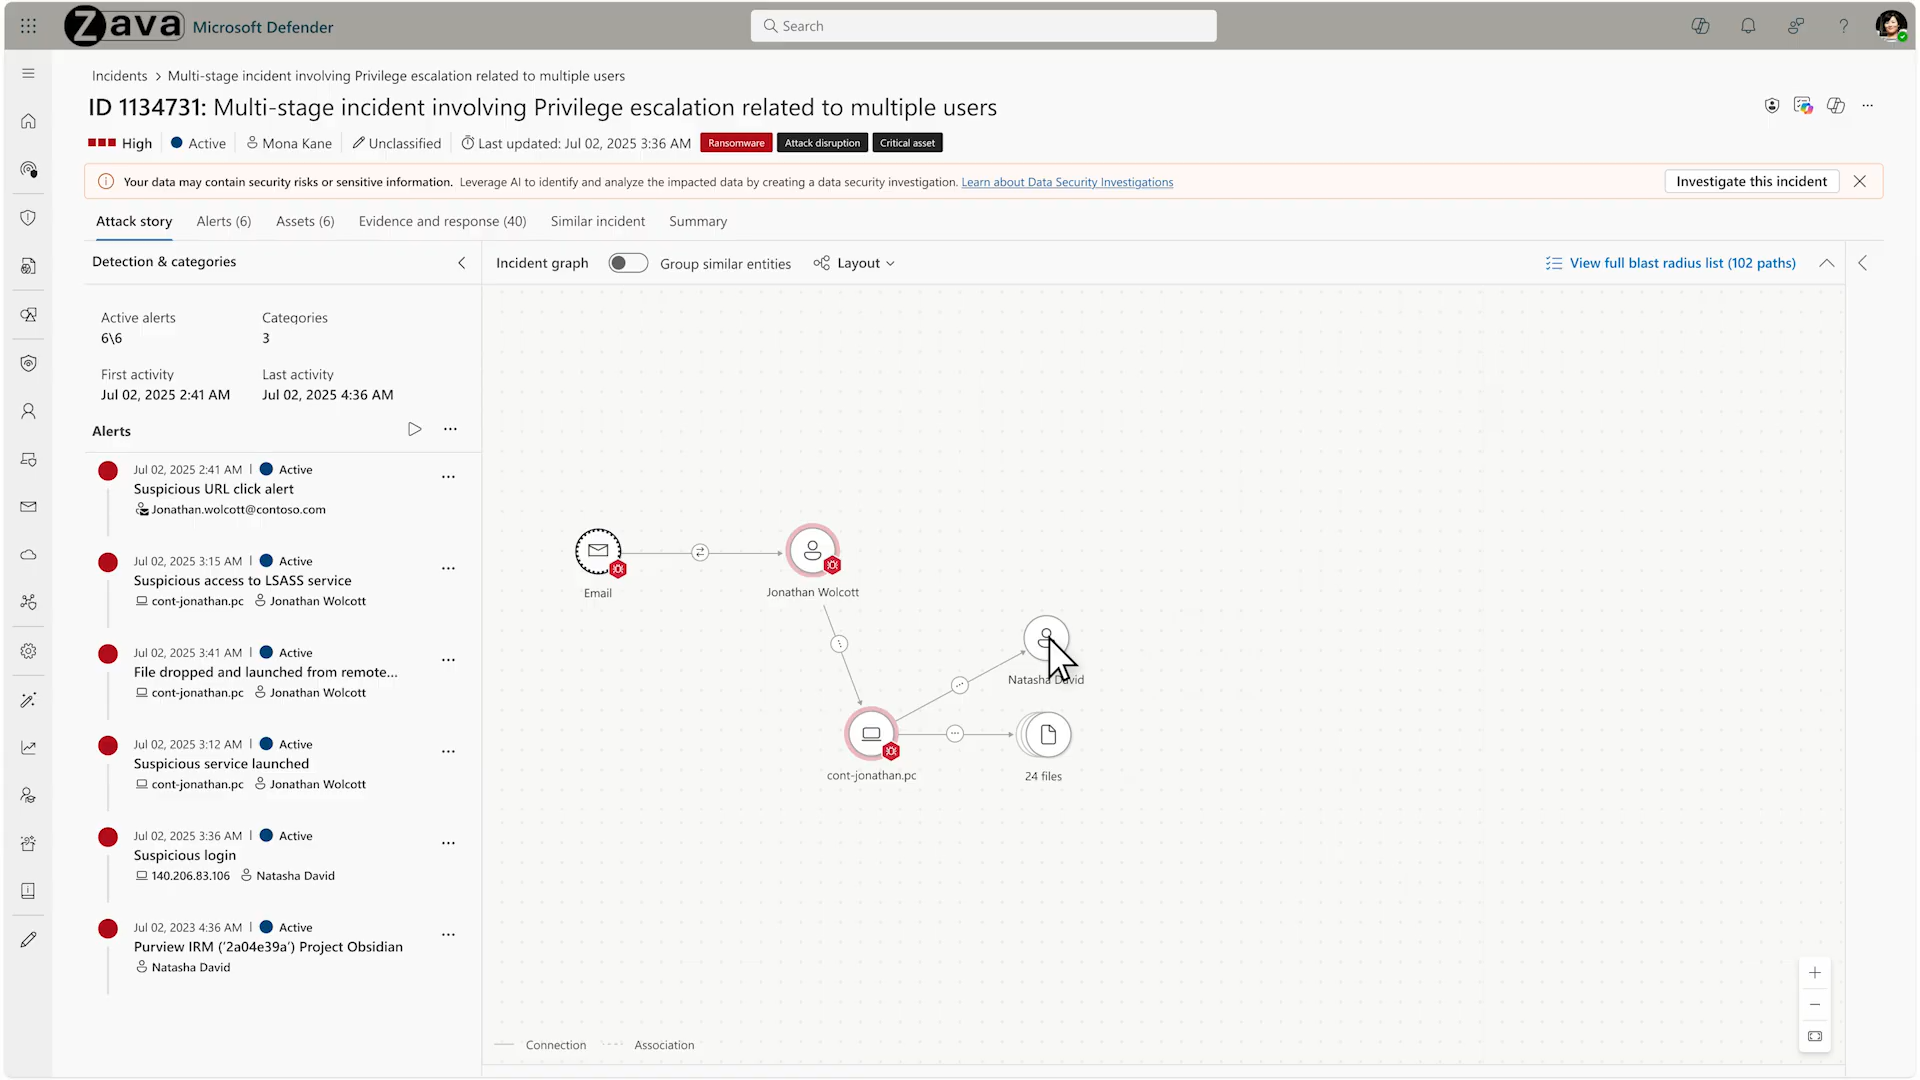 Zava Microsoft Defender
Search
Incidents > Multi-stage incident involving Privilege escalation related to multiple users
ID 1134731: Multi-stage incident involving Privilege escalation related to multiple users
High Active Mona Kane Unclassified Last updated: Jul 02, 2025 3:36 AM Ransomware Attack disruption Critical asset
Your data may contain security risks or sensitive information. Leverage AI to identify and analyze the impacted data by creating a data security investigation. Learn about Data Security Investigations
Investigate this incident
Attack story Alerts (6) Assets (6) Evidence and response (40) Similar incident Summary
Detection & categories
Active alerts Categories
6\6 3
First activity Last activity
Jul 02, 2025 2:41 AM Jul 02, 2025 4:36 AM
Alerts
Jul 02, 2025 2:41 AM | Active
Suspicious URL click alert
Jonathan.wolcott@contoso.com
Jul 02, 2025 3:15 AM | Active
Suspicious access to LSASS service
cont-jonathan.pc Jonathan Wolcott
Jul 02, 2025 3:41 AM | Active
File dropped and launched from remote...
cont-jonathan.pc Jonathan Wolcott
Jul 02, 2025 3:12 AM | Active
Suspicious service launched
cont-jonathan.pc Jonathan Wolcott
Jul 02, 2025 3:36 AM | Active
Suspicious login
140.206.83.106 Natasha David
Jul 02, 2023 4:36 AM | Active
Purview IRM ('2a04e39a') Project Obsidian
Natasha David
Incident graph Group similar entities Layout
View full blast radius list (102 paths)
Email
Jonathan Wolcott
Natasha David
cont-jonathan.pc
24 files
Connection Association